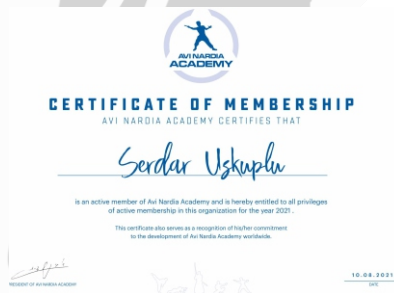 AVI NARDIA
ACADEMY
CERTIFICATE OF MEMBERSHIP
AVI NARDIA ACADEMY CERTIFIES THAT
Serdar Uskuplu
is an active member of Avi Nardia Academy and is hereby entitled to all privileges
of active membership in this organization for the year 2021 .
This certificate also serves as a recognition of his/her commitment
to the development of Avi Nardia Academy worldwide.
PRESIDENT OF AVI NARDIA ACADEMY
10.08.2021
DATE